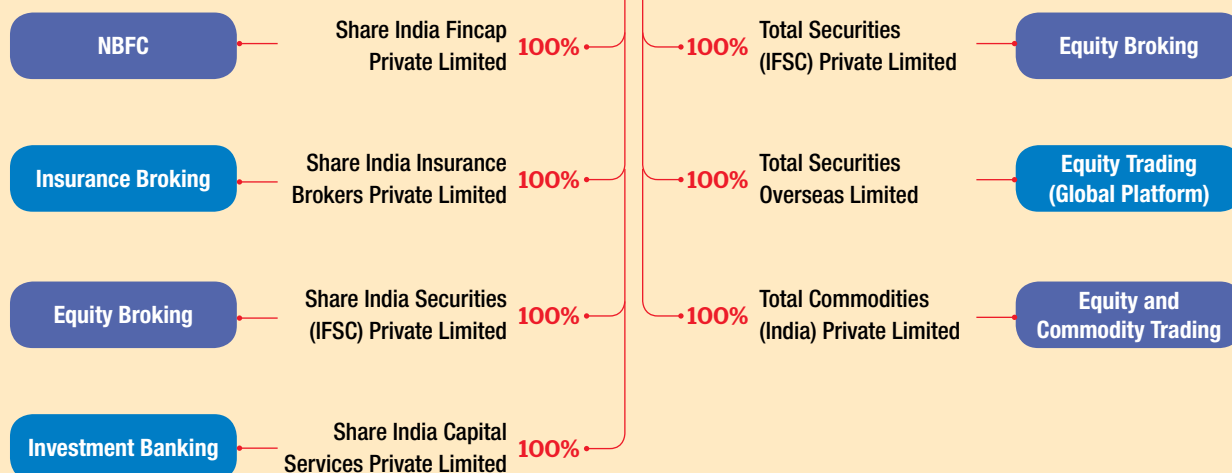 NBFC
Share India Fincap
Private Limited
100%
100%
Total Securities
(IFSC) Private Limited
Equity Broking
Insurance Broking
Share India Insurance
Brokers Private Limited
100%
100%
Total Securities
Overseas Limited
Equity Trading
(Global Platform)
Equity Broking
Share India Securities
(IFSC) Private Limited
100%
100%
Total Commodities
(India) Private Limited
Equity and
Commodity Trading
Investment Banking
Share India Capital
Services Private Limited
100%